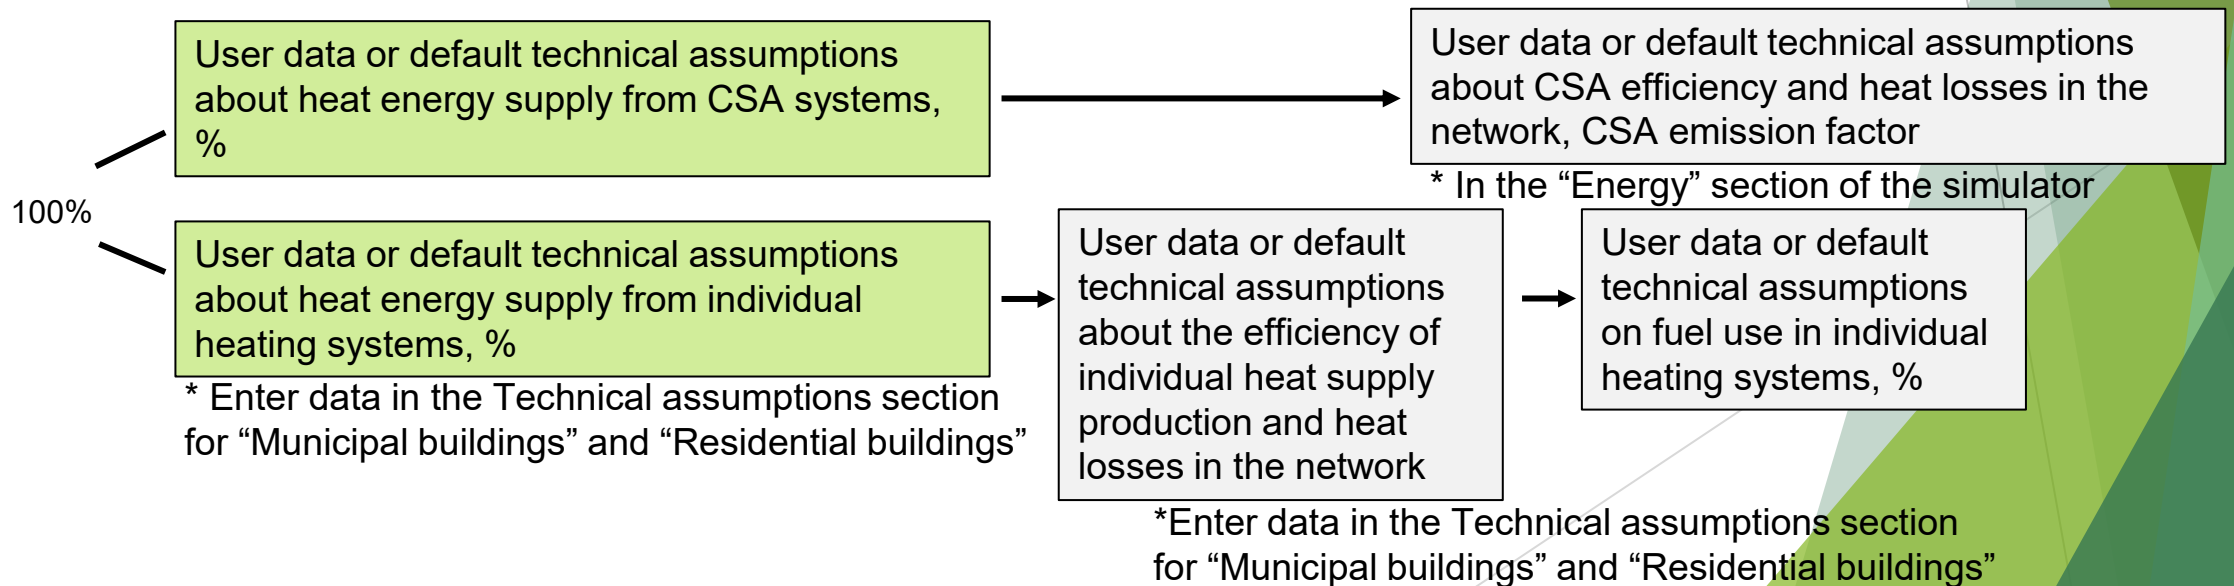 User data or default technical assumptions
about heat energy supply from CSA systems,
%
User data or default technical assumptions
about CSA efficiency and heat losses in the
network, CSA emission factor
* In the “Energy” section of the simulator
100%
User data or default technical assumptions
about heat energy supply from individual
heating systems, %
* Enter data in the Technical assumptions section
for “Municipal buildings” and “Residential buildings”
User data or default
technical assumptions
about the efficiency of
individual heat supply
production and heat
losses in the network
User data or default
technical assumptions
on fuel use in individual
heating systems, %
*Enter data in the Technical assumptions section
for “Municipal buildings” and “Residential buildings”